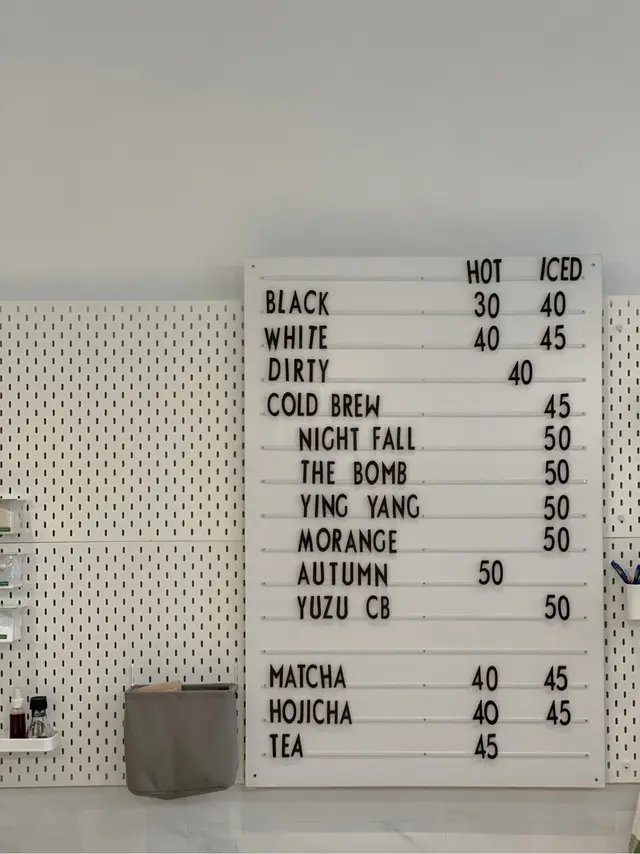 HOT ICED
BLACK 30 40
WHITE 40 45
DIRTY 40
COLD BREW 45
NIGHT FALL 50
THE BOMB 50
YING YANG 50
MORANGE 50
AUTUMN 50
YUZU CB 50
MATCHA 40 45
HOJICHA 40 45
TEA 45